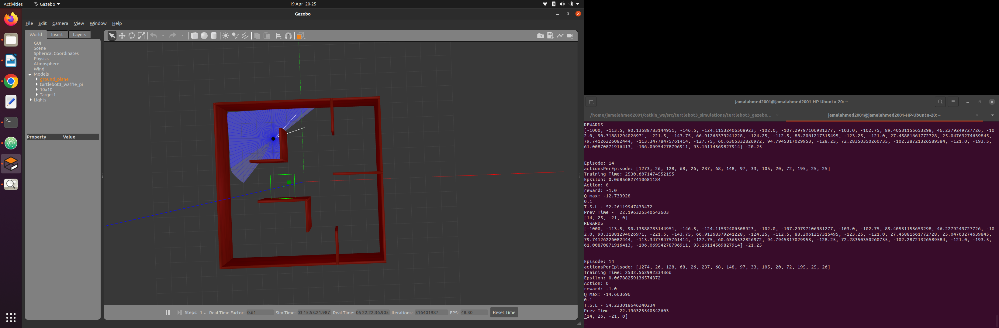 Activities Gazebo 19 Apr 20:25
Gazebo
File Edit Camera View Window Help
World Insert Layers
GUI
Scene
Spherical Coordinates
Physics
Atmosphere
Wind
Models
ground_plane
turtlebot3_waffle_pi
10x10
Target1
Lights
Property Value
LOG
Steps: 1 Real Time Factor: 0.61 Sim Time: 03 15:53:21.987 Real Time: 05 22:22:36.905 Iterations: 316401987 FPS: 48.30 Reset Time
jamalahmed2001@jamalahmed2001-HP-Ubuntu-20: ~
/home/jamalahmed2001/catkin_ws/src/turtlebot3_simulations/turtlebot3_gazebo... jamalahmed2001@jamalahmed2001-HP-Ubuntu-20: ~
REWARDS
[-1000, -113.5, 90.13588783144951, -146.5, -124.11532406508923, -102.0, -107.29797106981277, -103.0, -102.75, 89.40531155653298, 46.2279249727726, -10
2.0, 90.31881294026971, -221.5, -143.75, 66.91268379241228, -124.25, -112.5, 88.2061217315495, -123.25, -121.0, 27.45881661772728, 25.04763274639845,
79.74126226082444, -113.34778475761414, -127.75, 60.6365332826972, 94.7945317029953, -128.25, 72.28350350260735, -102.28721326589584, -121.0, -193.5,
61.00870871916413, -106.06954278796911, 93.16114569827914] -20.25
Episode: 14
actionsPerEpisode: [1273, 26, 128, 68, 26, 237, 68, 148, 97, 33, 105, 20, 72, 195, 25, 25]
Training Time: 2530.6071474552155
Epsilon: 0.06856827410681184
Action: 0
reward: -1.0
Q max: -12.733928
0.1
T.S.L - 52.26119947433472
Prev Time -  22.196325540542603
[14, 25, -21, 0]
REWARDS
[-1000, -113.5, 90.13588783144951, -146.5, -124.11532406508923, -102.0, -107.29797106981277, -103.0, -102.75, 89.40531155653298, 46.2279249727726, -10
2.0, 90.31881294026971, -221.5, -143.75, 66.91268379241228, -124.25, -112.5, 88.2061217315495, -123.25, -121.0, 27.45881661772728, 25.04763274639845,
79.74126226082444, -113.34778475761414, -127.75, 60.6365332826972, 94.7945317029953, -128.25, 72.28350350260735, -102.28721326589584, -121.0, -193.5,
61.00870871916413, -106.06954278796911, 93.16114569827914] -21.25
Episode: 14
actionsPerEpisode: [1274, 26, 128, 68, 26, 237, 68, 148, 97, 33, 105, 20, 72, 195, 25, 26]
Training Time: 2532.562992334366
Epsilon: 0.06788259136574372
Action: 0
reward: -1.0
Q max: -14.663696
0.1
T.S.L - 54.223018646240234
Prev Time -  22.196325540542603
[14, 26, -21, 0]